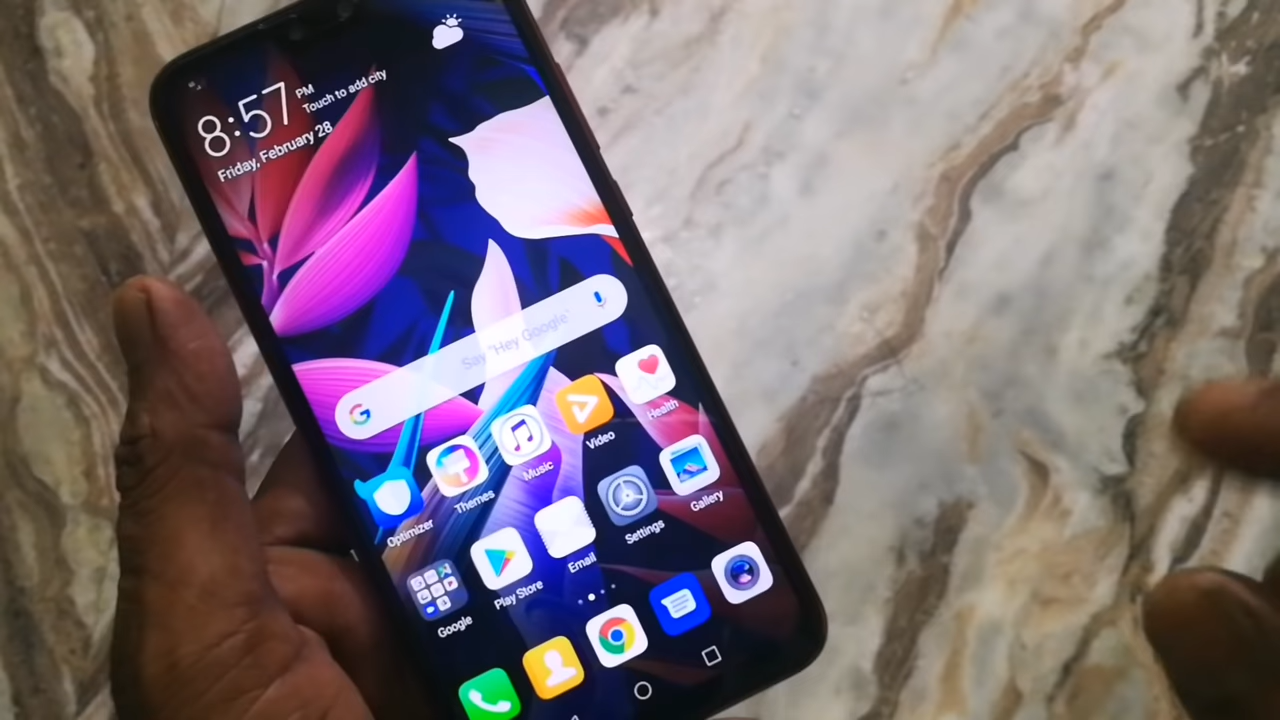 8:57 PM
Touch to add city
Friday, February 28
Say "Hey Google"
Optimizer
Themes
Music
Video
Health
Google
Play Store
Email
Settings
Gallery